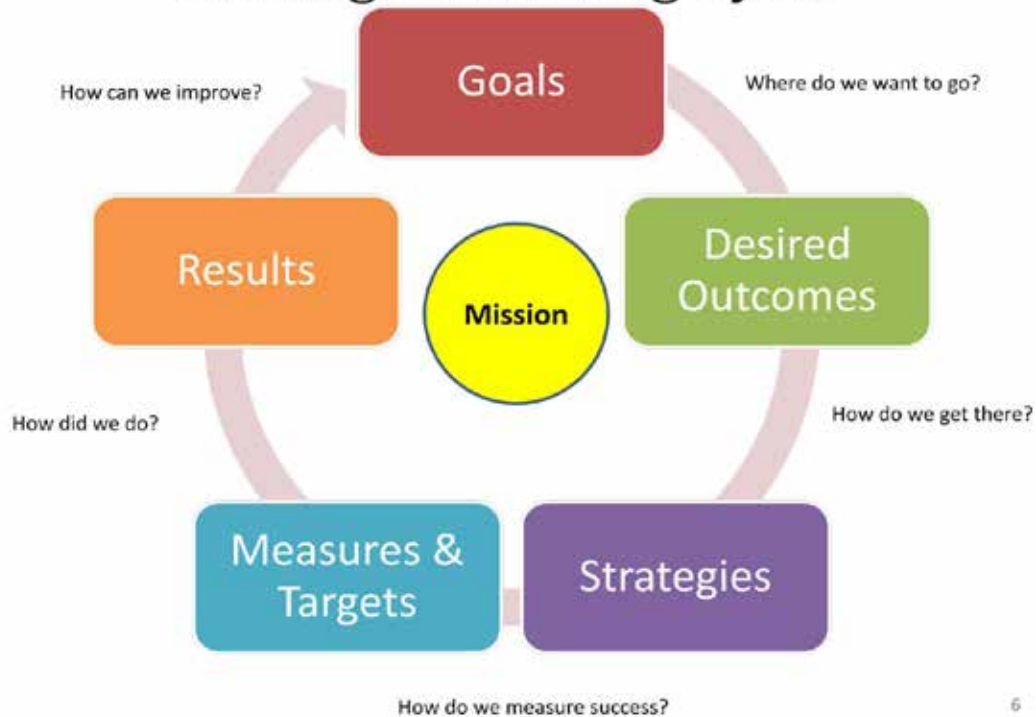 Goals
How can we improve?
Where do we want to go?
Results
Desired
Outcomes
Mission
How did we do?
How do we get there?
Measures &
Targets
Strategies
How do we measure success?
6